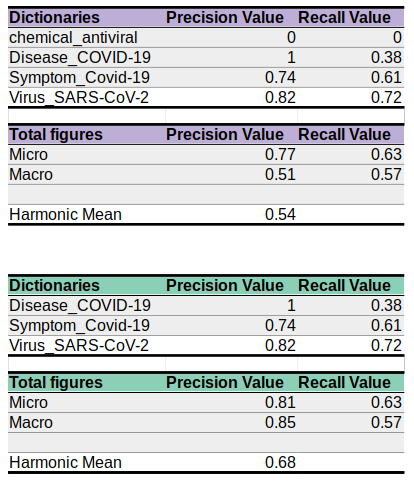 Dictionaries Precision Value Recall Value
chemical_antiviral 0 0
Disease_COVID-19 1 0.38
Symptom_Covid-19 0.74 0.61
Virus_SARS-CoV-2 0.82 0.72
Total figures Precision Value Recall Value
Micro 0.77 0.63
Macro 0.51 0.57
Harmonic Mean 0.54
Dictionaries Precision Value Recall Value
Disease_COVID-19 1 0.38
Symptom_Covid-19 0.74 0.61
Virus_SARS-CoV-2 0.82 0.72
Total figures Precision Value Recall Value
Micro 0.81 0.63
Macro 0.85 0.57
Harmonic Mean 0.68